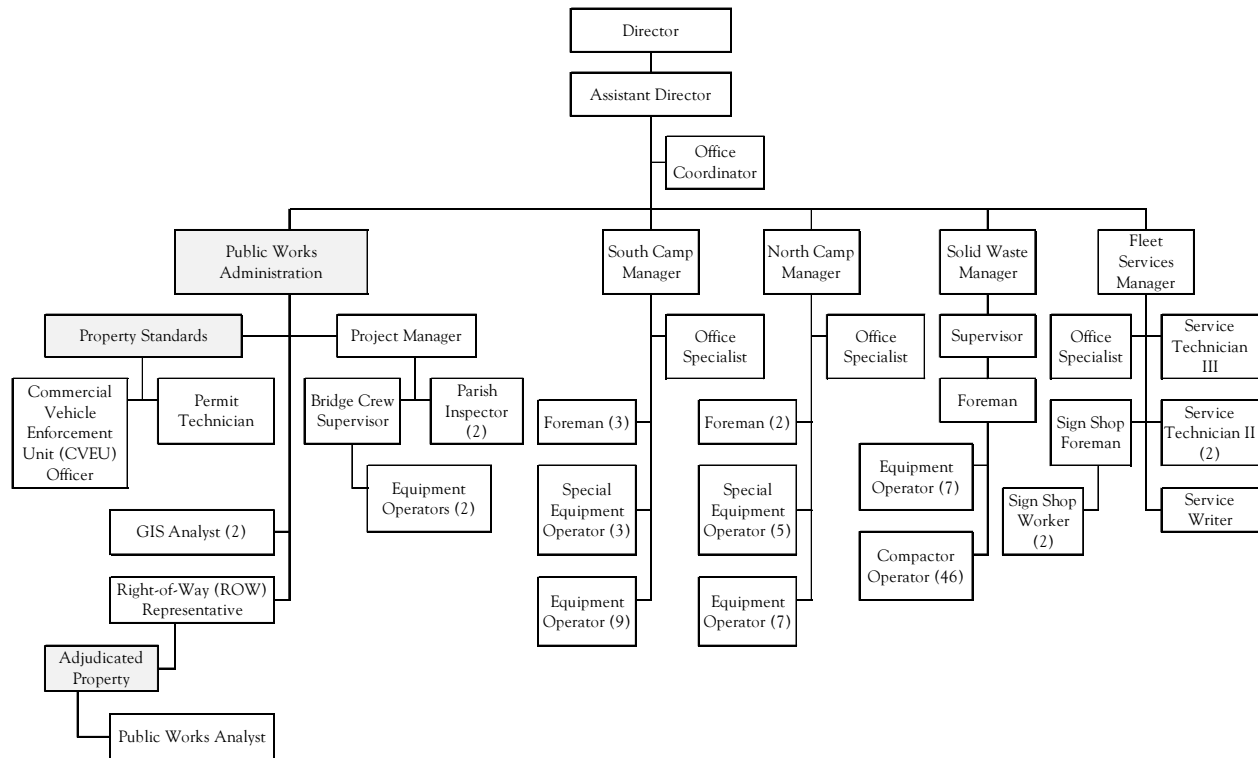 Director
Assistant Director
Office
Coordinator
Public Works
Administration
South Camp
Manager
North Camp
Manager
Solid Waste
Manager
Fleet
Services
Manager
Property Standards
Project Manager
Commercial
Vehicle
Enforcement
Unit (CVEU)
Officer
Permit
Technician
Bridge Crew
Supervisor
Parish
Inspector
(2)
Equipment
Operators (2)
GIS Analyst (2)
Right-of-Way (ROW)
Representative
Adjudicated
Property
Public Works Analyst
Office
Specialist
Foreman (3)
Special
Equipment
Operator (3)
Equipment
Operator (9)
Office
Specialist
Foreman (2)
Special
Equipment
Operator (5)
Equipment
Operator (7)
Supervisor
Foreman
Equipment
Operator (7)
Compactor
Operator (46)
Office
Specialist
Service
Technician
III
Sign Shop
Foreman
Service
Technician II
(2)
Sign Shop
Worker
(2)
Service
Writer